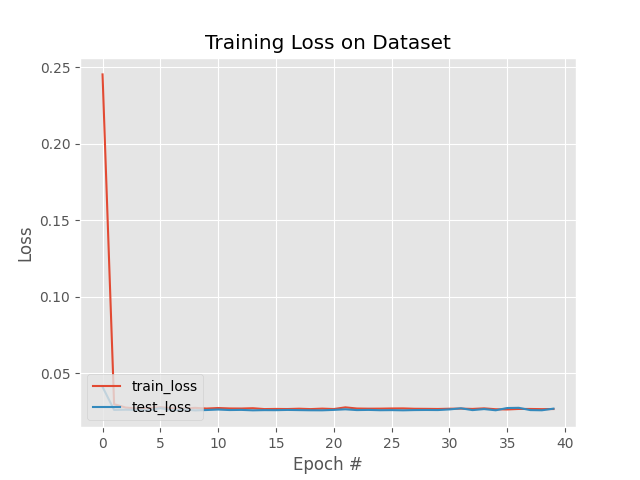 Training Loss on Dataset
0.25
0.20
0.15
0.10
0.05
Loss
train_loss
test_loss
0 5 10 15 20 25 30 35 40
Epoch #